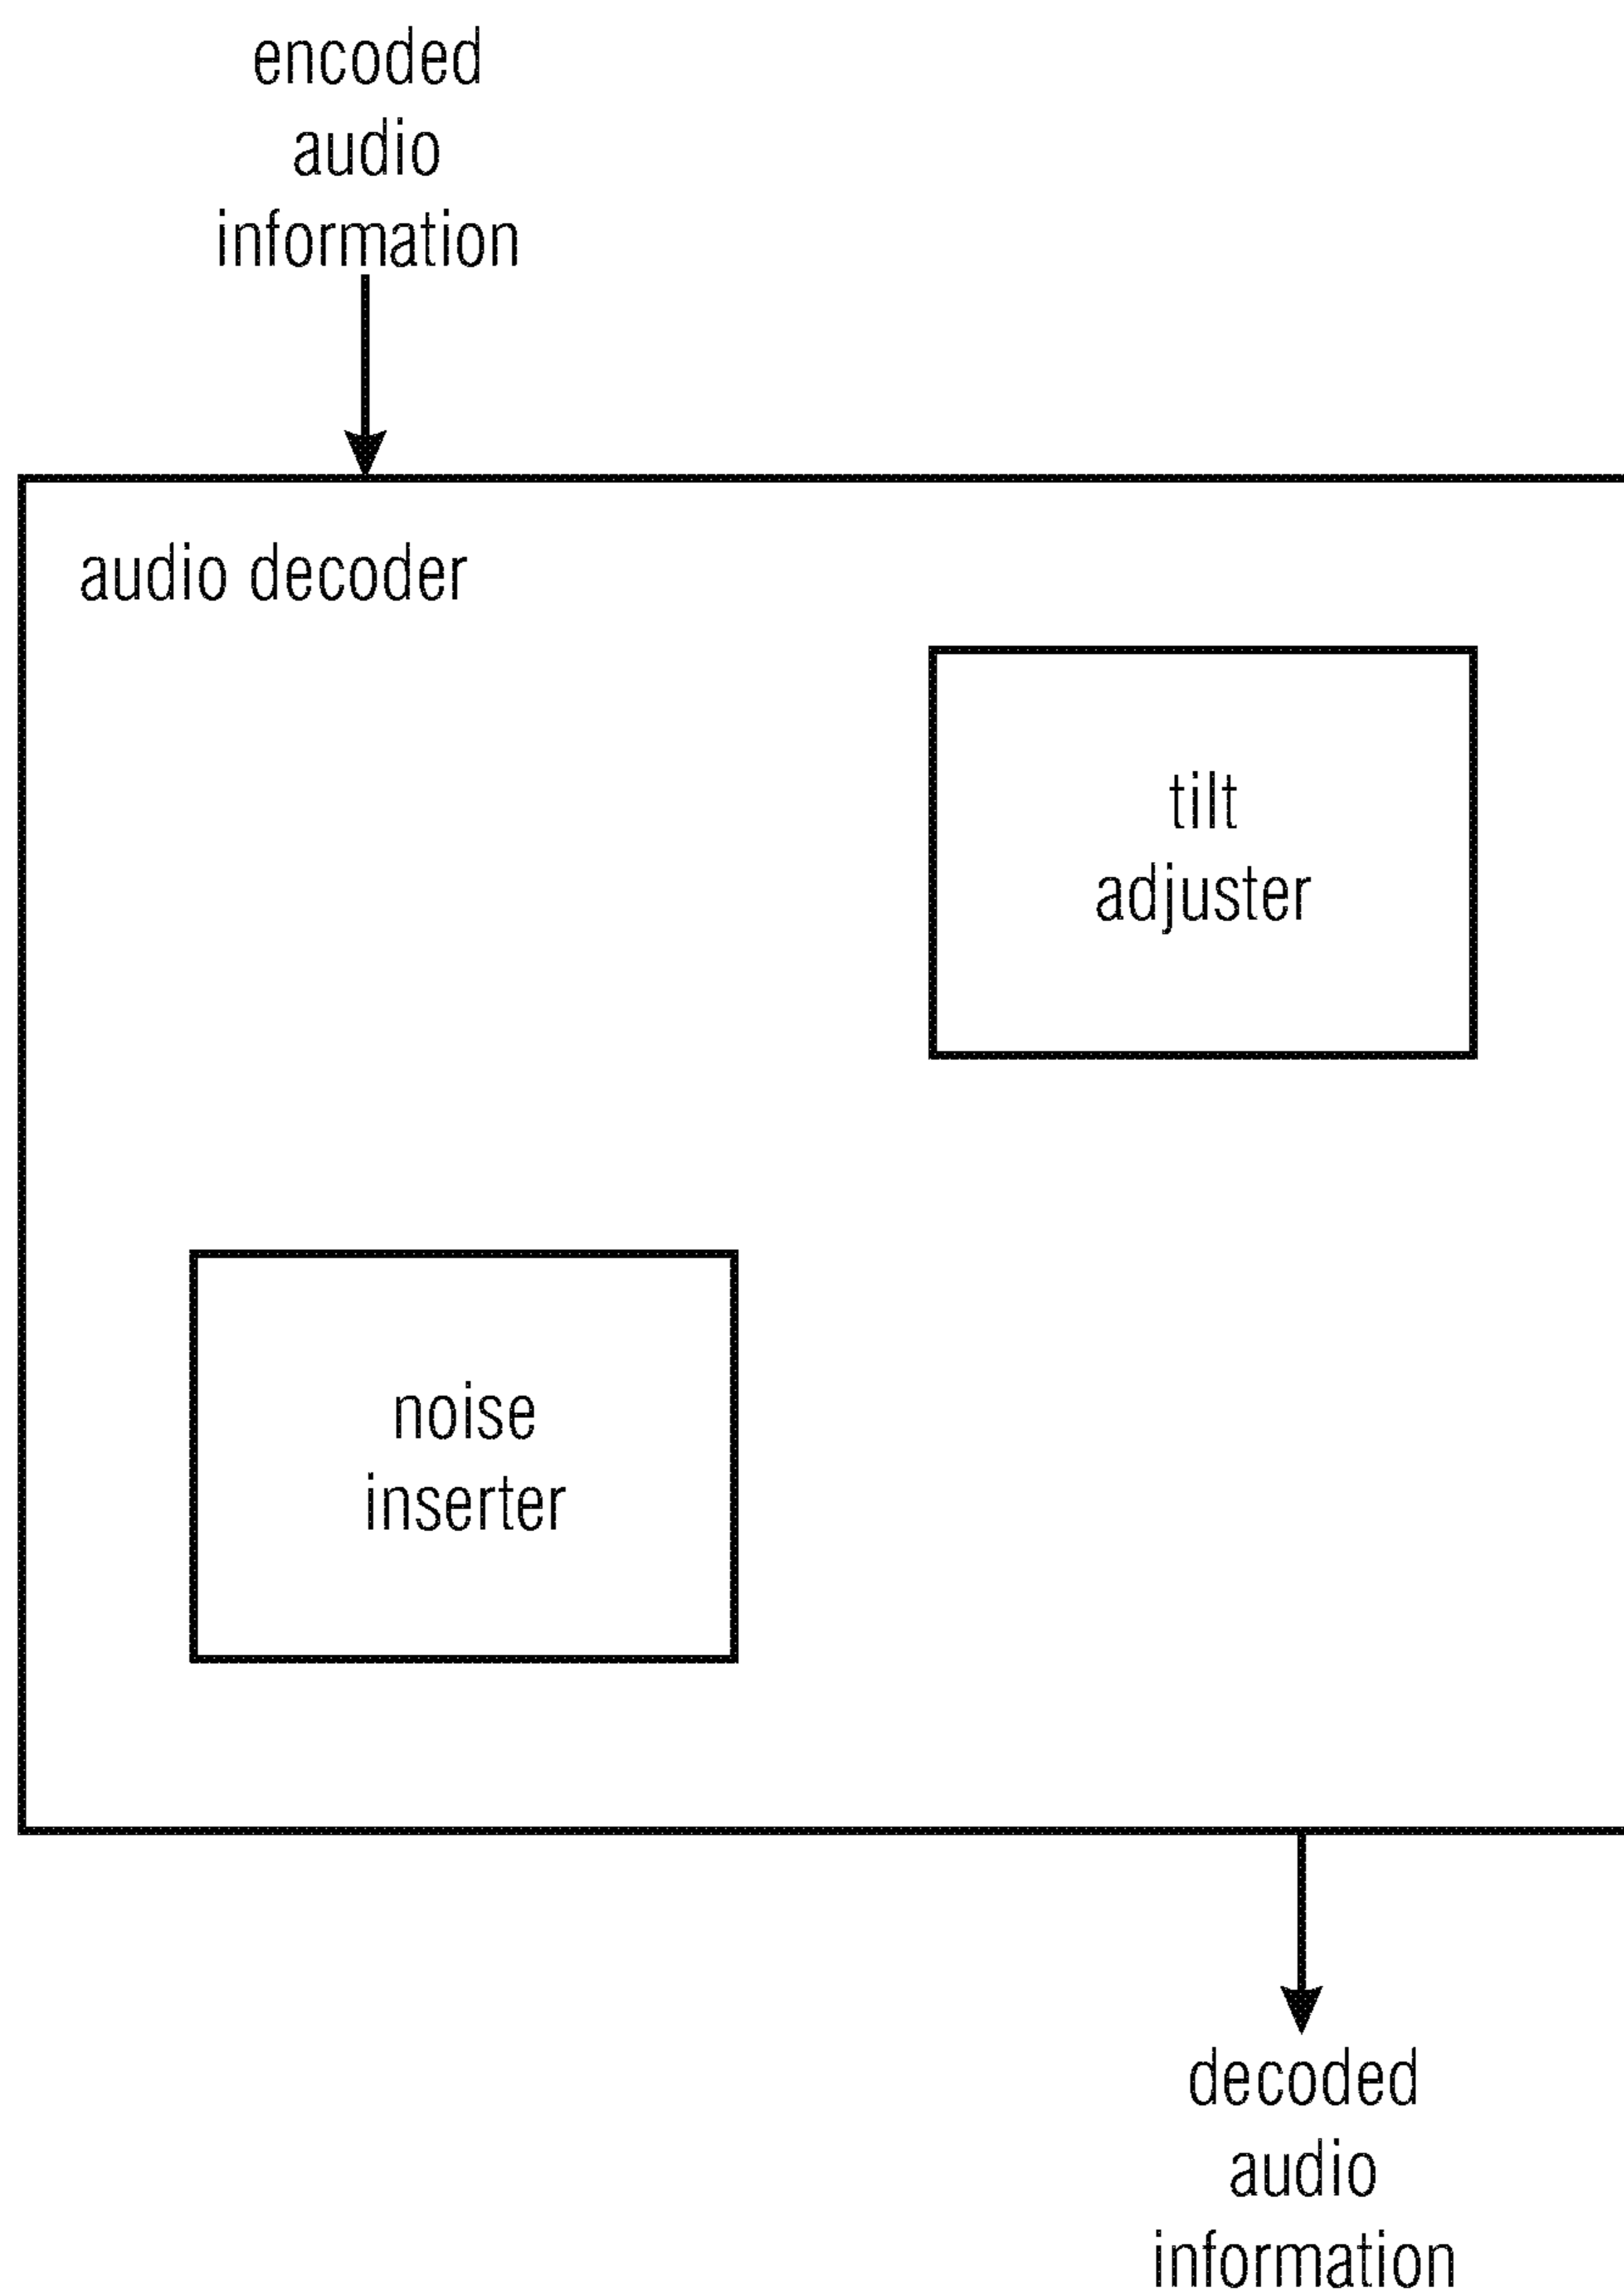 encoded
audio
information
audio decoder
tilt
adjuster
noise
inserter
decoded
audio
information